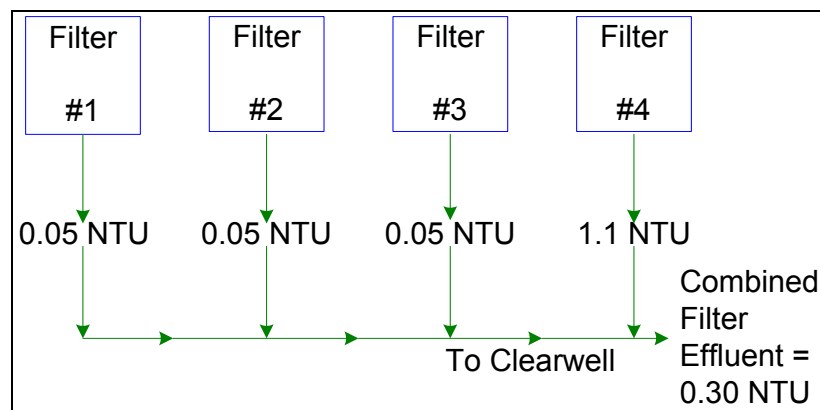 Filter
#1
Filter
#2
Filter
#3
Filter
#4
0.05 NTU
0.05 NTU
0.05 NTU
1.1 NTU
To Clearwell
Combined
Filter
Effluent =
0.30 NTU